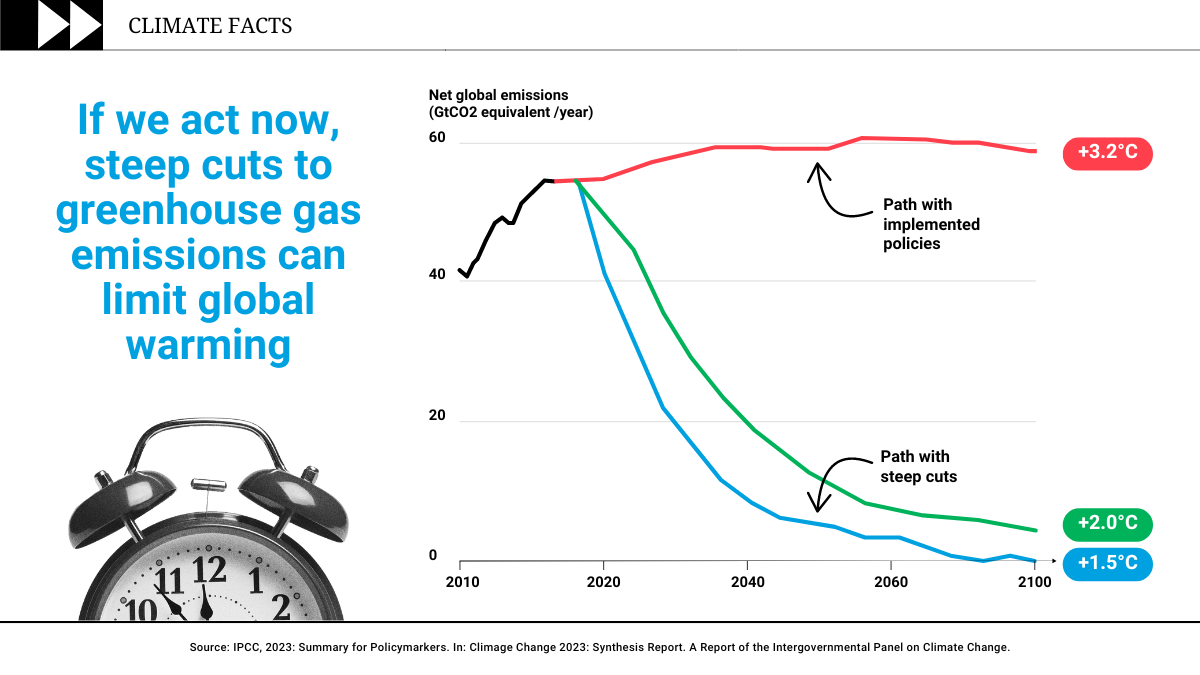 CLIMATE FACTS
If we act now,
steep cuts to
greenhouse gas
emissions can
limit global
warming
Net global emissions
(GtCO2 equivalent /year)
60
40
20
0
2010
2020
2040
2060
2100
+3.2°C
Path with
implemented
policies
Path with
steep cuts
+2.0°C
+1.5°C
10
11
12
1
2
Source: IPCC, 2023: Summary for Policymarkers. In: Climage Change 2023: Synthesis Report. A Report of the Intergovernmental Panel on Climate Change.